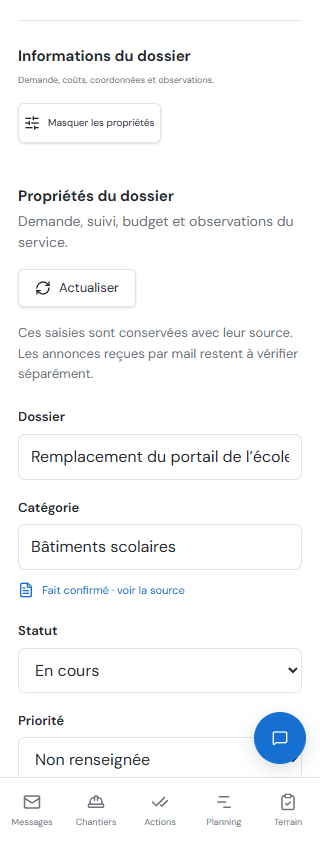 Informations du dossier
Demande, coûts, coordonnées et observations.
Masquer les propriétés
Propriétés du dossier
Demande, suivi, budget et observations du
service.
Actualiser
Ces saisies sont conservées avec leur source.
Les annonces reçues par mail restent à vérifier
séparément.
Dossier
Remplacement du portail de l’école
Catégorie
Bâtiments scolaires
Fait confirmé · voir la source
Statut
En cours
Priorité
Non renseignée
Messages
Chantiers
Actions
Planning
Terrain